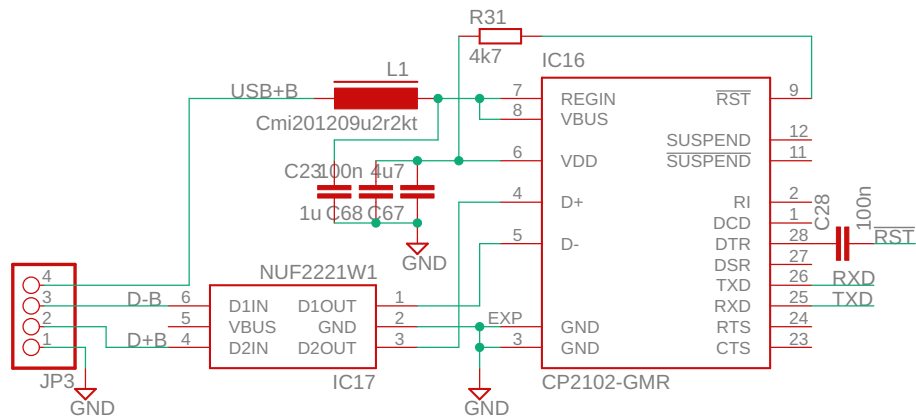 R31
4k7
IC16
L1
USB+B
7
REGIN
RST
9
Cmi201209u2r2kt
8
VBUS
SUSPEND
12
C23
100n
4u7
6
VDD
SUSPEND
11
1u
C68
C67
4
D+
RI
2
C28
100n
DCD
1
GND
5
D-
DTR
28
RST
NUF2221W1
DSR
27
4
TXD
26
RXD
3
D-B
6
D1IN
D1OUT
1
RXD
25
TXD
2
5
VBUS
GND
2
EXP
GND
RTS
24
1
D+B
4
D2IN
D2OUT
3
3
GND
CTS
23
JP3
IC17
CP2102-GMR
GND
GND